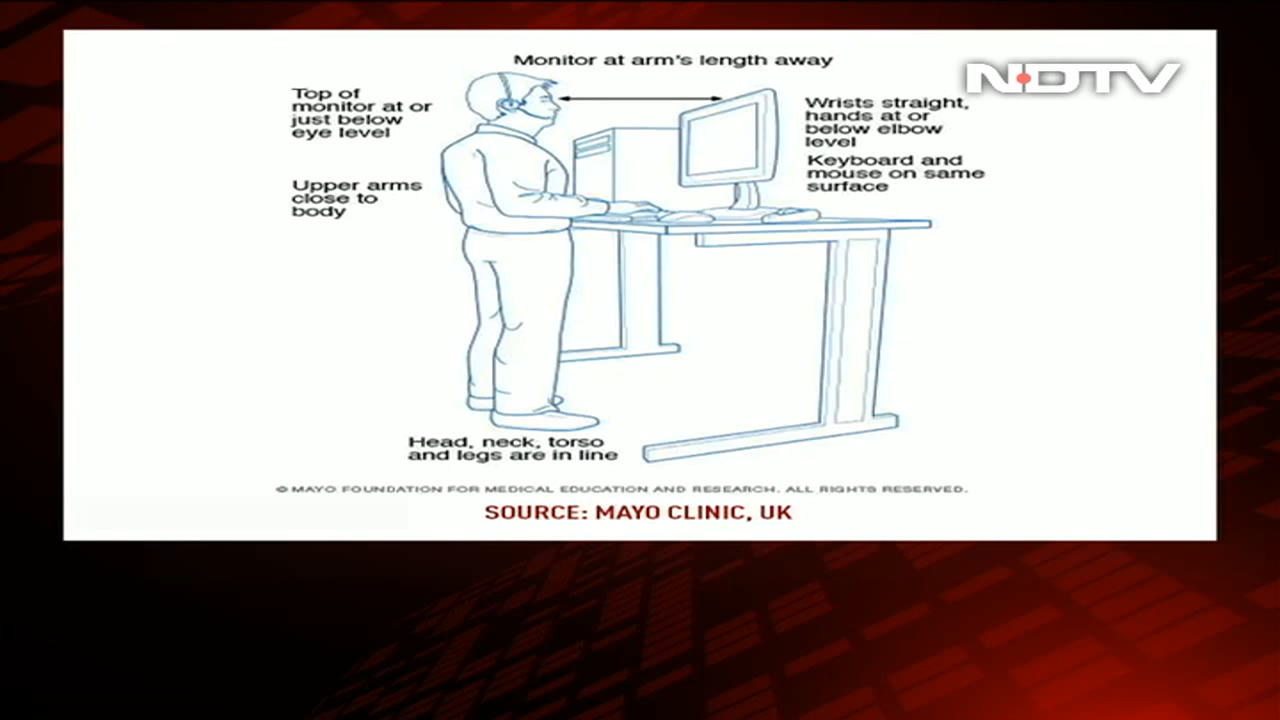 Monitor at arm's length away
NDTV
Top of
monitor at or
just below
eye level
Wrists straight,
hands at or
below elbow
level
Keyboard and
mouse on same
surface
Upper arms
close to
body
Head, neck, torso
and legs are in line
© MAYO FOUNDATION FOR MEDICAL EDUCATION AND RESEARCH. ALL RIGHTS RESERVED.
SOURCE: MAYO CLINIC, UK